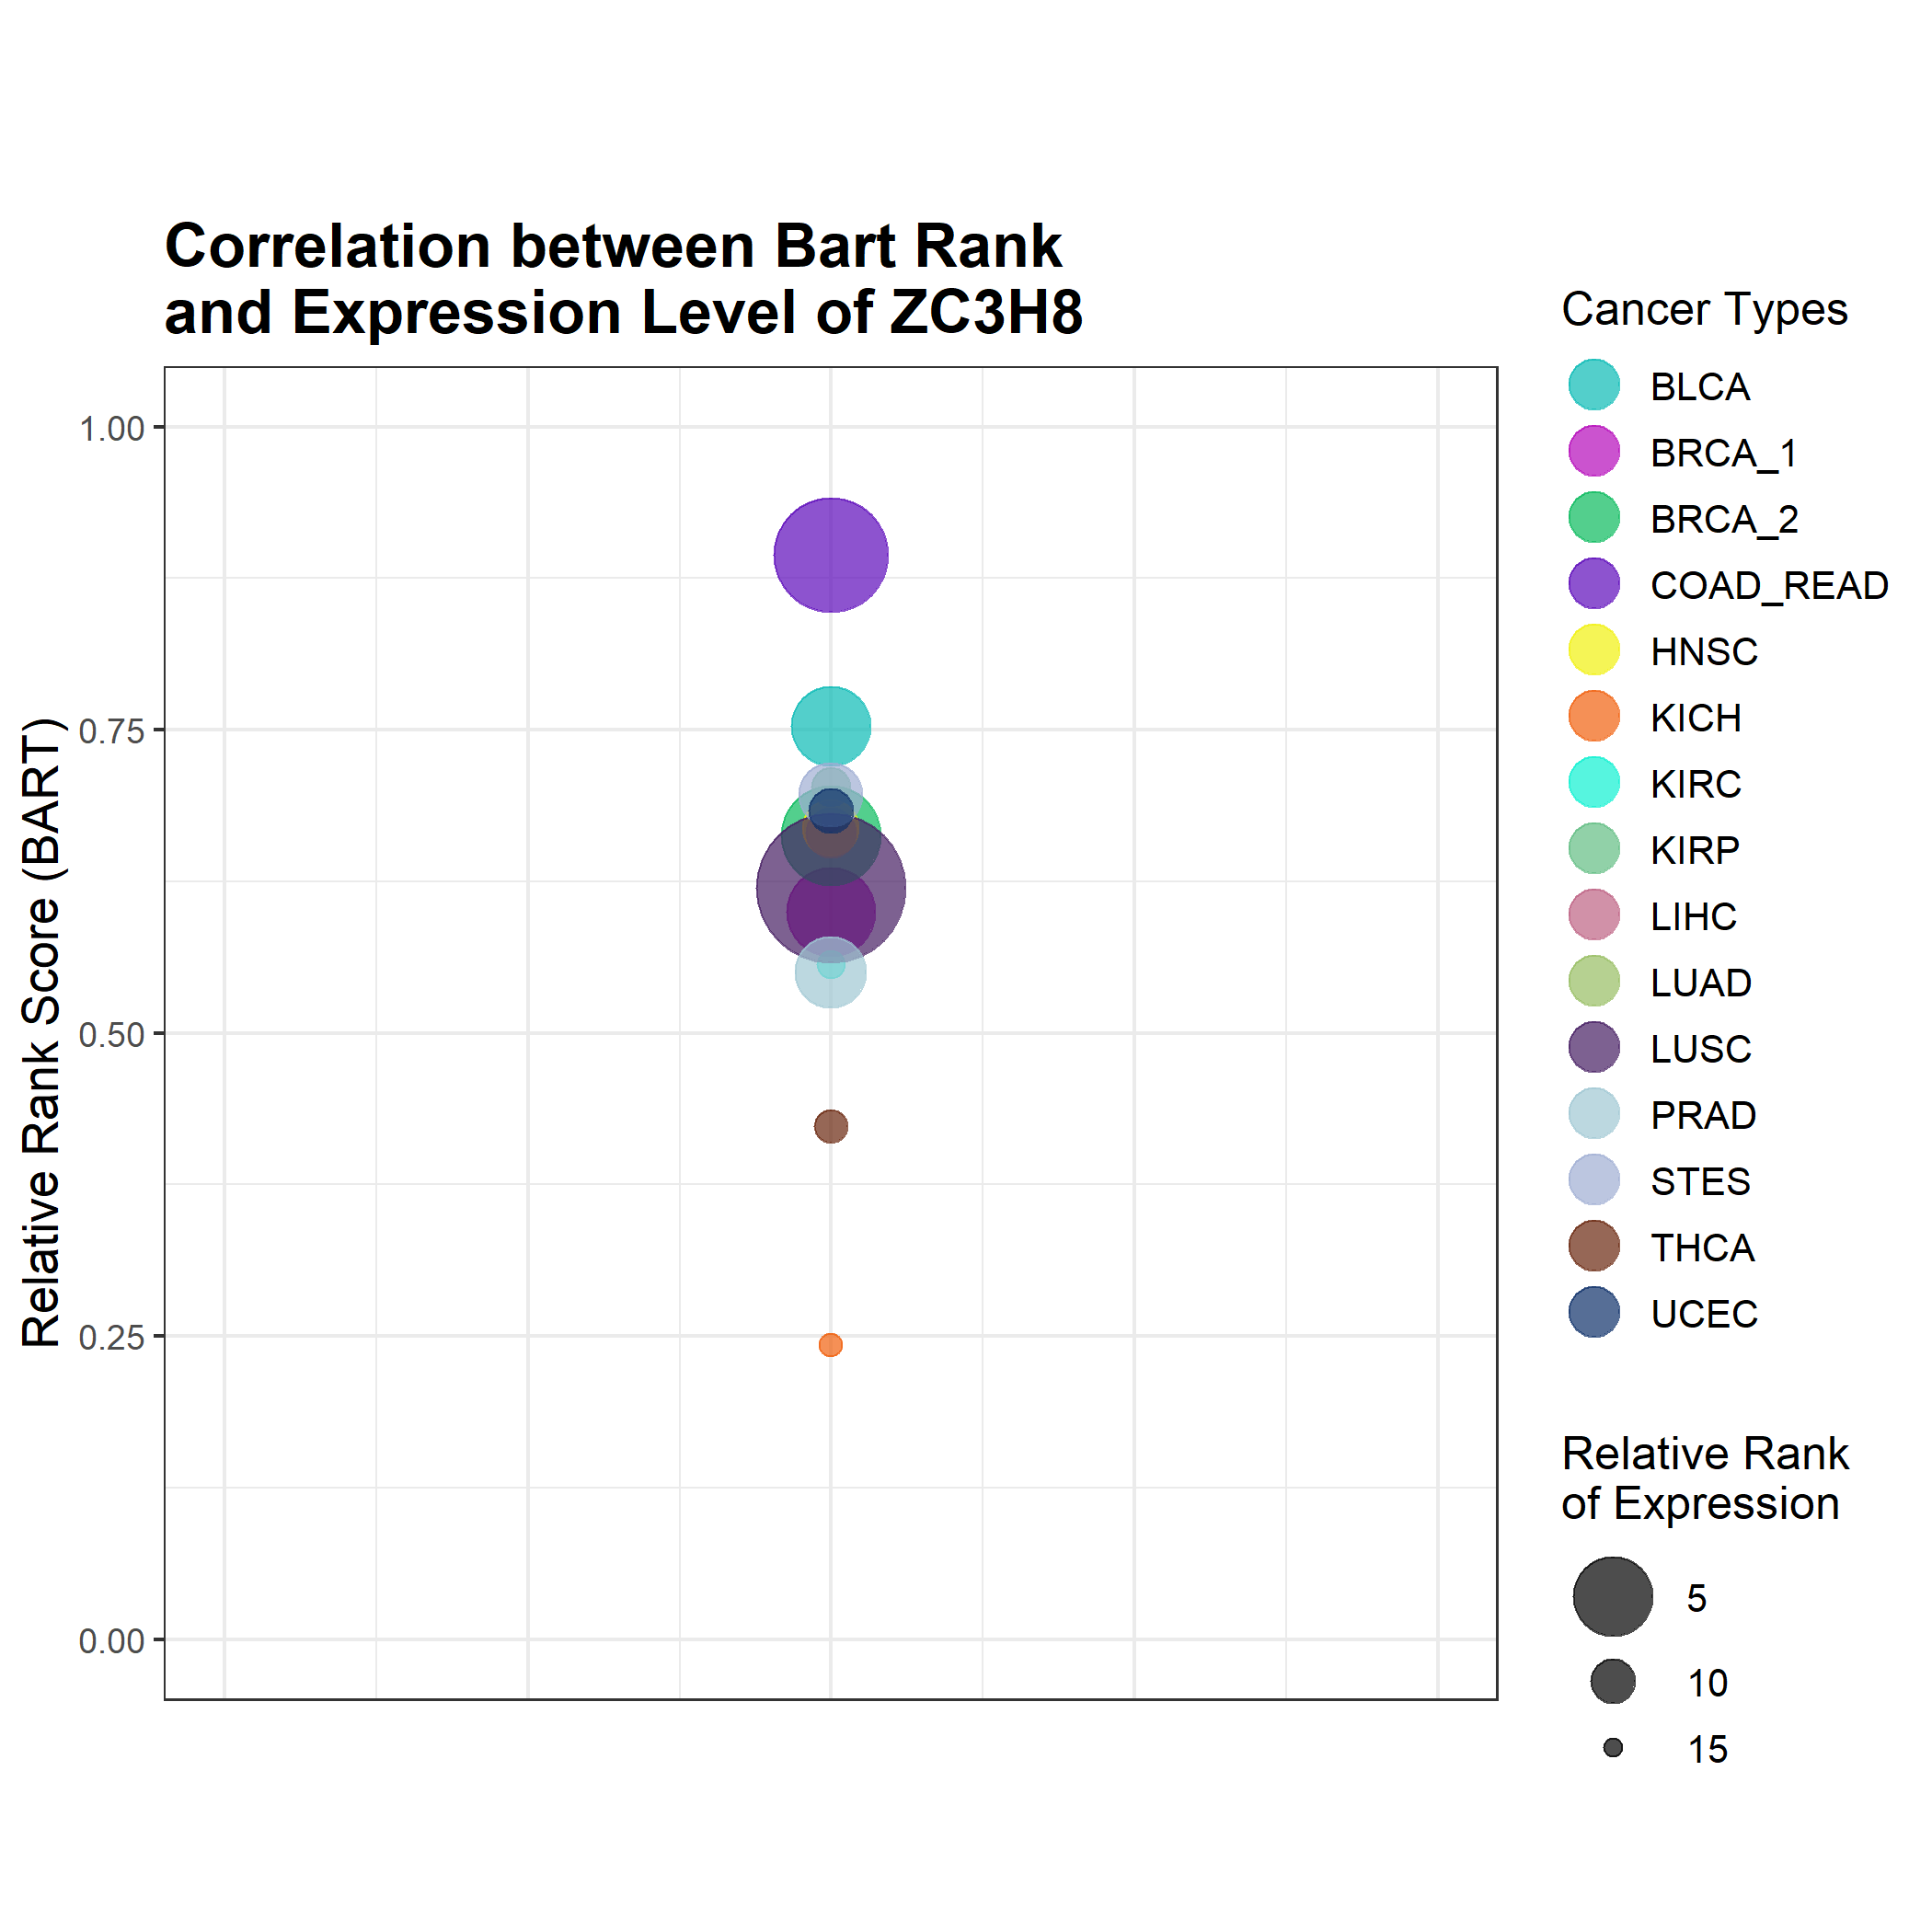 Correlation between Bart Rank
and Expression Level of ZC3H8
Relative Rank Score (BART)
1.00
0.75
0.50
0.25
0.00
Cancer Types
BLCA
BRCA_1
BRCA_2
COAD_READ
HNSC
KICH
KIRC
KIRP
LIHC
LUAD
LUSC
PRAD
STES
THCA
UCEC
Relative Rank
of Expression
5
10
15